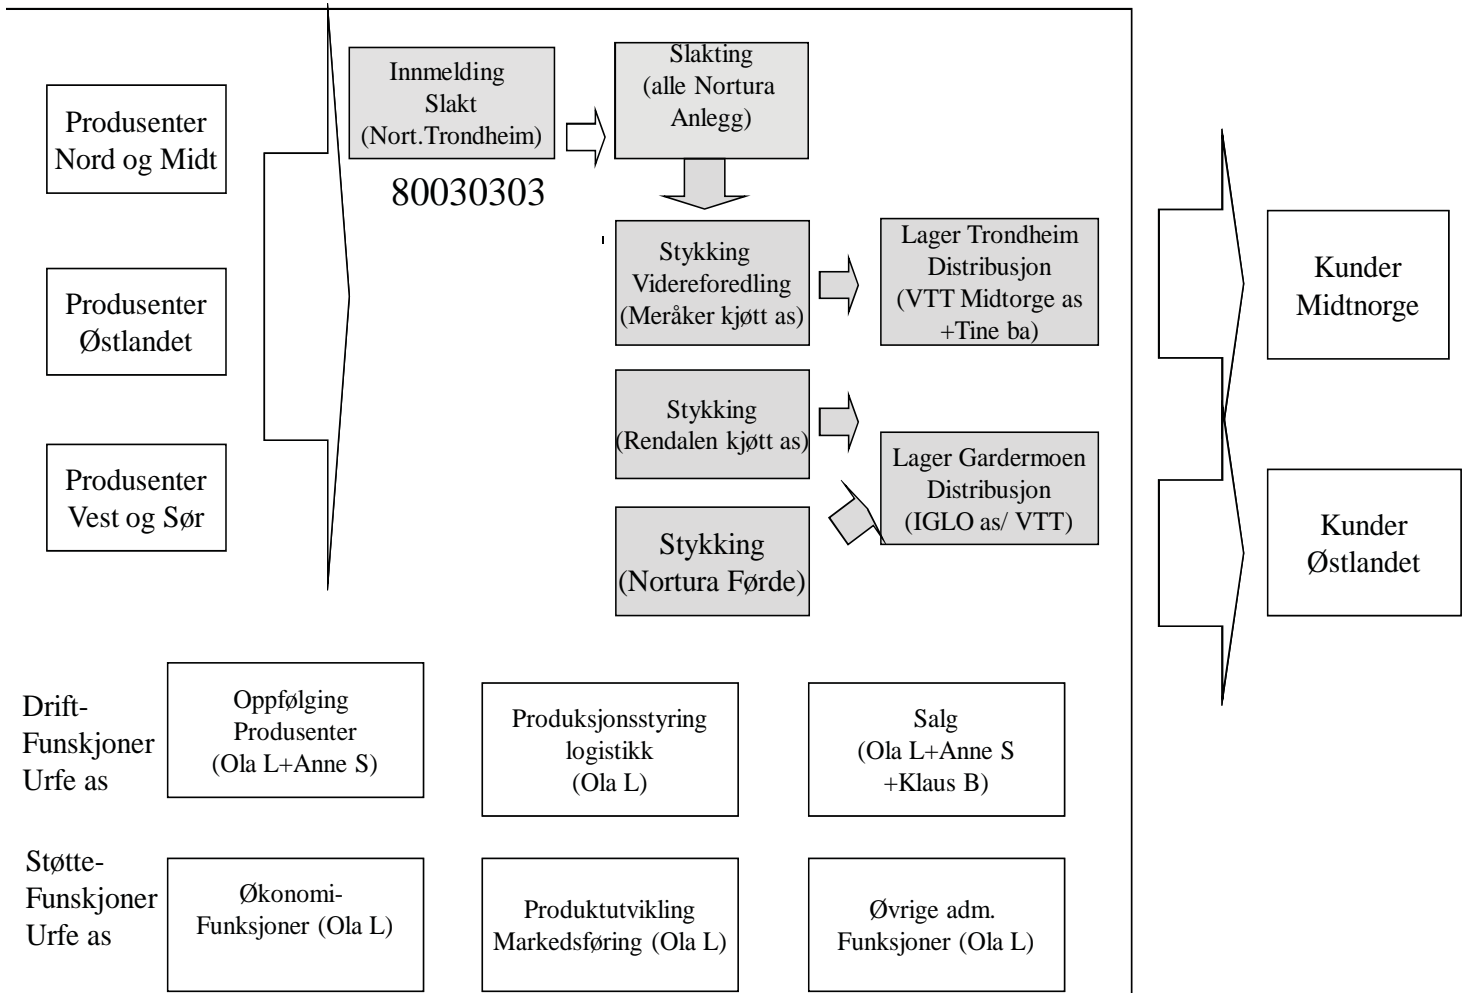 Produsenter
Nord og Midt
Produsenter
Østlandet
Produsenter
Vest og Sør
Innmelding
Slakt
(Nort.Trondheim)
80030303
Slakting
(alle Nortura
Anlegg)
Stykking
Videreforedling
(Meråker kjøtt as)
Lager Trondheim
Distribusjon
(VTT Midtorge as
+Tine ba)
Stykking
(Rendalen kjøtt as)
Lager Gardermoen
Distribusjon
(IGLO as/ VTT)
Stykking
(Nortura Førde)
Kunder
Midtnorge
Kunder
Østlandet
Drift-
Funskjoner
Urfe as
Oppfølging
Produsenter
(Ola L+Anne S)
Produksjonsstyring
logistikk
(Ola L)
Salg
(Ola L+Anne S
+Klaus B)
Støtte-
Funskjoner
Urfe as
Økonomi-
Funksjoner (Ola L)
Produktutvikling
Markedsføring (Ola L)
Øvrige adm.
Funksjoner (Ola L)